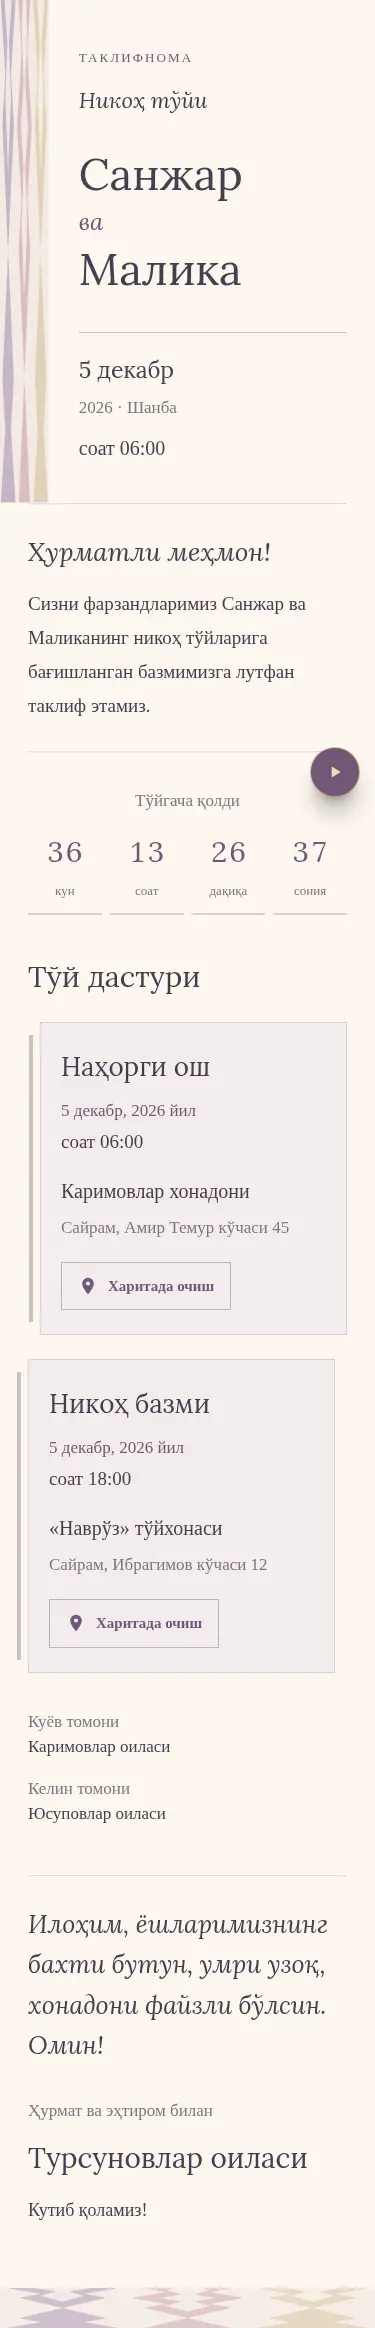 ТАКЛИФНОМА
Никоҳ тўйи
Санжар
ва
Малика
5 декабр
2026 · Шанба
соат 06:00
Ҳурматли меҳмон!
Сизни фарзандларимиз Санжар ва
Маликанинг никоҳ тўйларига
бағишланган базмимизга лутфан
таклиф этамиз.
Тўйгача қолди
36 13 26 37
кун соат дақиқа сония
Тўй дастури
Наҳорги ош
5 декабр, 2026 йил
соат 06:00
Каримовлар хонадони
Сайрам, Амир Темур кўчаси 45
Харитада очиш
Никоҳ базми
5 декабр, 2026 йил
соат 18:00
«Наврўз» тўйхонаси
Сайрам, Ибрагимов кўчаси 12
Харитада очиш
Куёв томони
Каримовлар оиласи
Келин томони
Юсуповлар оиласи
Илоҳим, ёшларимизнинг
бахти бутун, умри узоқ,
хонадони файзли бўлсин.
Омин!
Ҳурмат ва эҳтиром билан
Турсуновлар оиласи
Кутиб қоламиз!